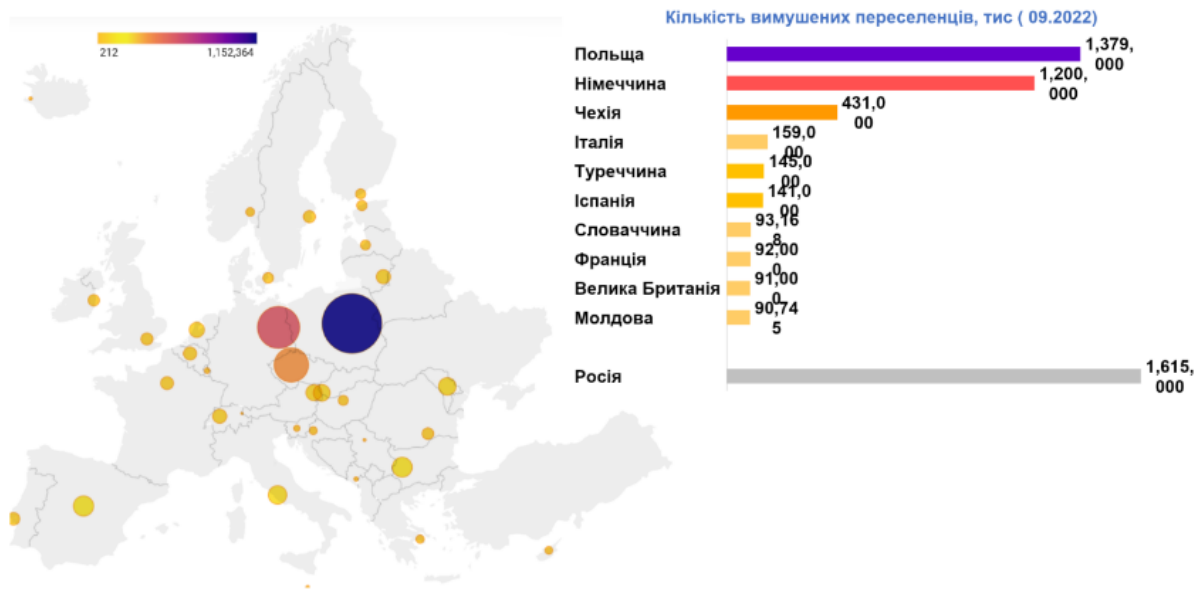 Кількість вимушених переселенців, тис ( 09.2022)
212
1,152,364
Польща
1,379,
000
Німеччина
1,200,
000
Чехія
431,0
00
Італія
159,0
00
Туреччина
145,0
00
Іспанія
141,0
00
Словаччина
93,16
8
Франція
92,00
0
Велика Британія
91,00
0
Молдова
90,74
5
Росія
1,615,
000